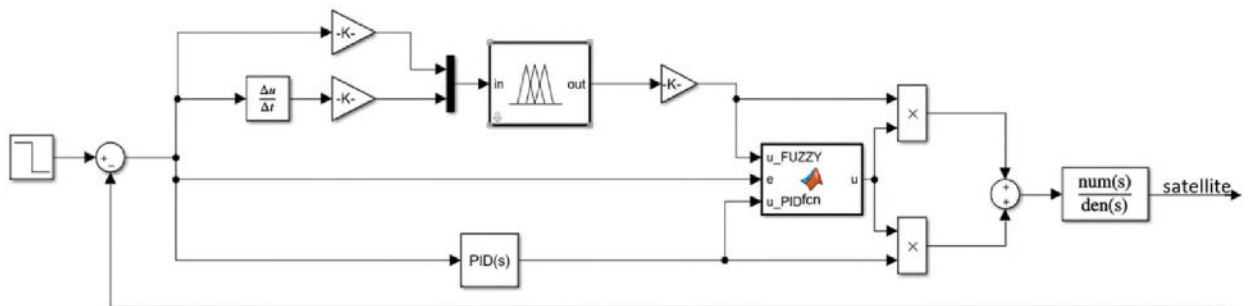 -K-
Δu
Δt
-K-
in
out
-K-
×
+
−
u_FUZZY
e
u_PID
fcn
u
+
+
num(s)
den(s)
satellite
PID(s)
×